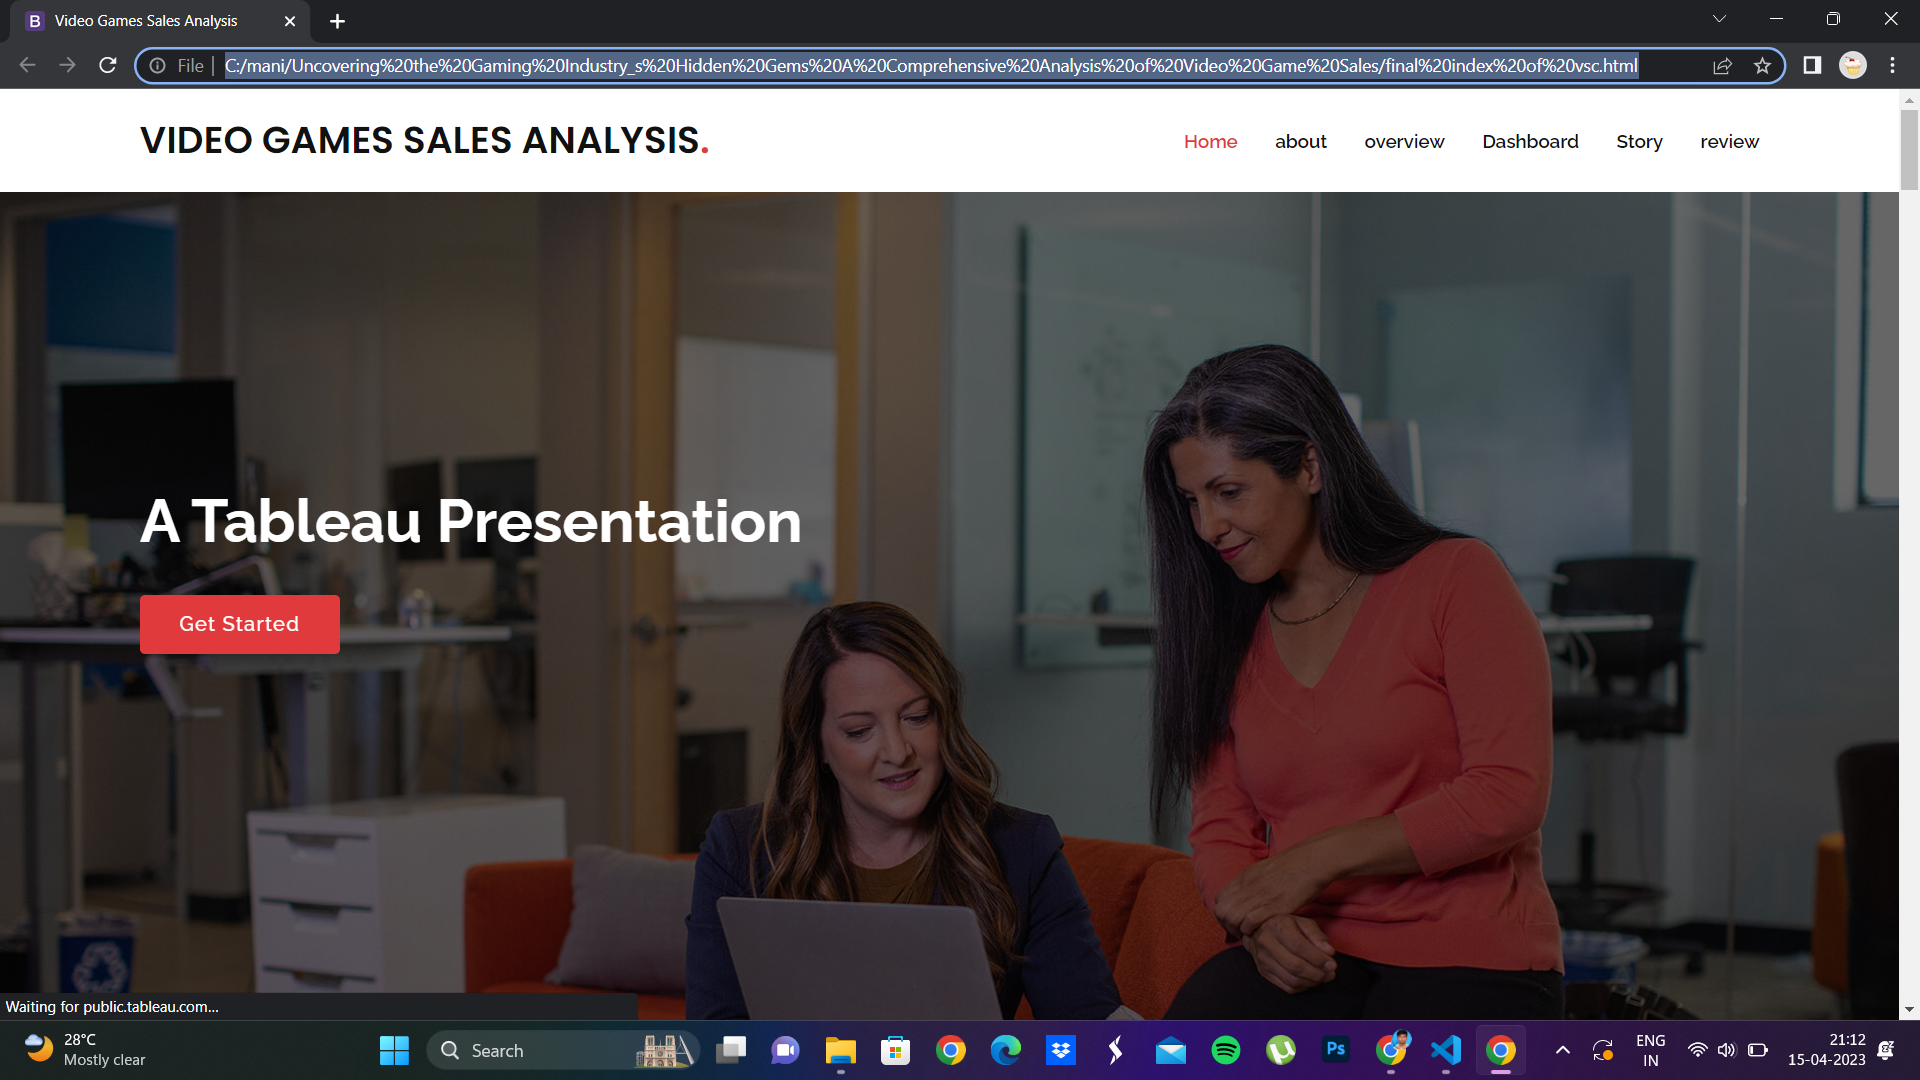 B Video Games Sales Analysis
File C:/mani/Uncovering%20the%20Gaming%20Industry_s%20Hidden%20Gems%20A%20Comprehensive%20Analysis%20of%20Video%20Game%20Sales/final%20index%20of%20vsc.html
VIDEO GAMES SALES ANALYSIS.
Home about overview Dashboard Story review
A Tableau Presentation
Get Started
Waiting for public.tableau.com...
28°C
Mostly clear
Search
Ps
ENG
IN
21:12
15-04-2023